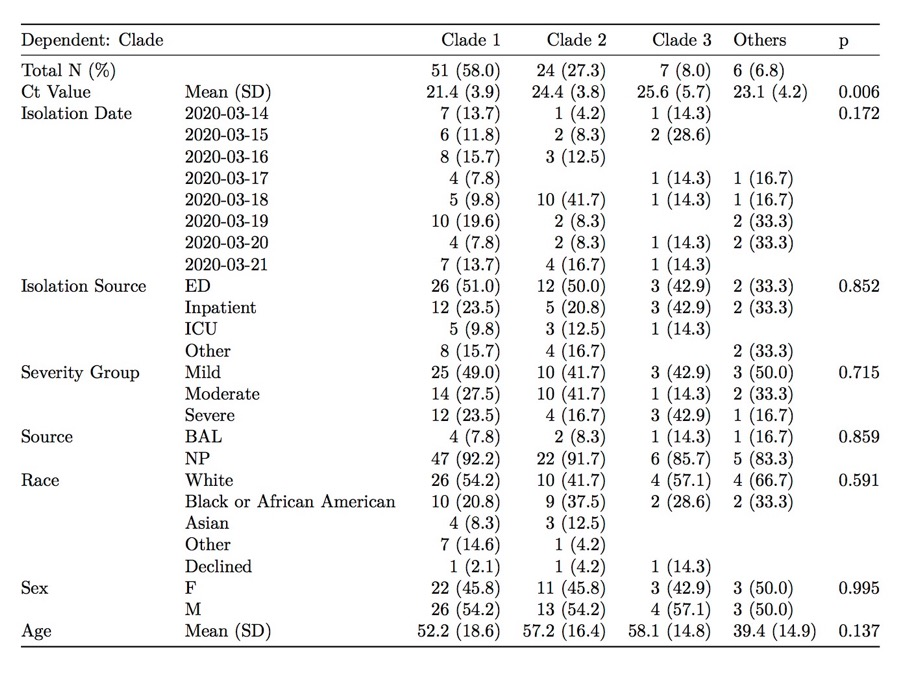 Dependent: Clade Clade 1 Clade 2 Clade 3 Others p
Total N (%) 51 (58.0) 24 (27.3) 7 (8.0) 6 (6.8)
Ct Value Mean (SD) 21.4 (3.9) 24.4 (3.8) 25.6 (5.7) 23.1 (4.2) 0.006
Isolation Date 2020-03-14 7 (13.7) 1 (4.2) 1 (14.3) 0.172
2020-03-15 6 (11.8) 2 (8.3) 2 (28.6)
2020-03-16 8 (15.7) 3 (12.5)
2020-03-17 4 (7.8) 1 (14.3) 1 (16.7)
2020-03-18 5 (9.8) 10 (41.7) 1 (14.3) 1 (16.7)
2020-03-19 10 (19.6) 2 (8.3) 2 (33.3)
2020-03-20 4 (7.8) 2 (8.3) 1 (14.3) 2 (33.3)
2020-03-21 7 (13.7) 4 (16.7) 1 (14.3)
Isolation Source ED 26 (51.0) 12 (50.0) 3 (42.9) 2 (33.3) 0.852
Inpatient 12 (23.5) 5 (20.8) 3 (42.9) 2 (33.3)
ICU 5 (9.8) 3 (12.5) 1 (14.3)
Other 8 (15.7) 4 (16.7) 2 (33.3)
Severity Group Mild 25 (49.0) 10 (41.7) 3 (42.9) 3 (50.0) 0.715
Moderate 14 (27.5) 10 (41.7) 1 (14.3) 2 (33.3)
Severe 12 (23.5) 4 (16.7) 3 (42.9) 1 (16.7)
Source BAL 4 (7.8) 2 (8.3) 1 (14.3) 1 (16.7) 0.859
NP 47 (92.2) 22 (91.7) 6 (85.7) 5 (83.3)
Race White 26 (54.2) 10 (41.7) 4 (57.1) 4 (66.7) 0.591
Black or African American 10 (20.8) 9 (37.5) 2 (28.6) 2 (33.3)
Asian 4 (8.3) 3 (12.5)
Other 7 (14.6) 1 (4.2)
Declined 1 (2.1) 1 (4.2) 1 (14.3)
Sex F 22 (45.8) 11 (45.8) 3 (42.9) 3 (50.0) 0.995
M 26 (54.2) 13 (54.2) 4 (57.1) 3 (50.0)
Age Mean (SD) 52.2 (18.6) 57.2 (16.4) 58.1 (14.8) 39.4 (14.9) 0.137